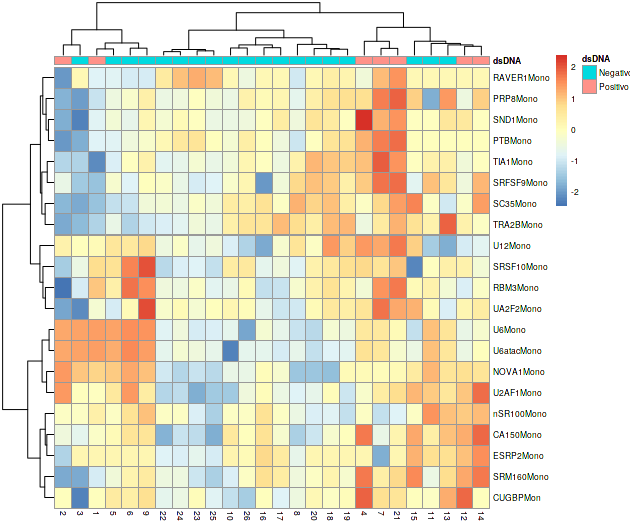 dsDNA
RAVER1Mono
PRP8Mono
SND1Mono
PTBMono
TIA1Mono
SRFSF9Mono
SC35Mono
TRA2BMono
U12Mono
SRSF10Mono
RBM3Mono
UA2F2Mono
U6Mono
U6atacMono
NOVA1Mono
U2AF1Mono
nSR100Mono
CA150Mono
ESRP2Mono
SRM160Mono
CUGBPMon
2 3 1 5 6 9 22 24 23 25 10 26 16 17 8 20 18 19 4 7 21 15 11 13 12 14
2
1
0
-1
-2
dsDNA
Negativo
Positivo